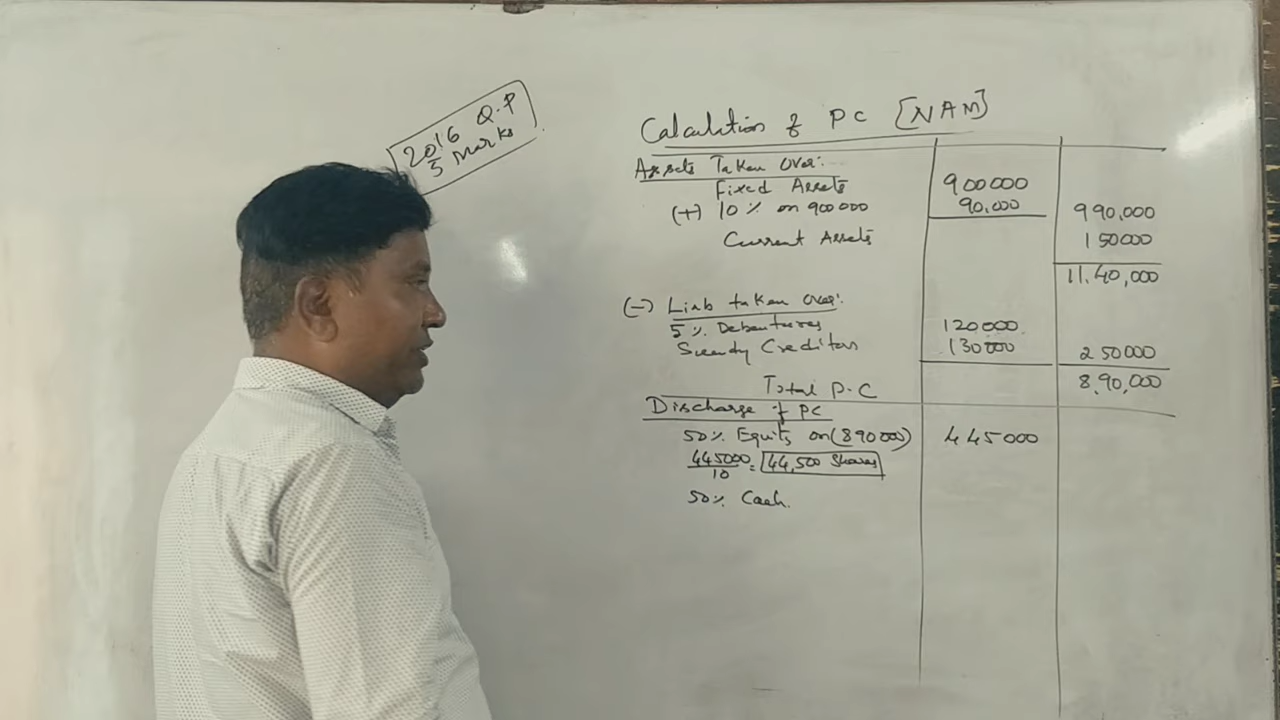 2016 Q.P
5 Marks
Calculation of PC [NAM]
Assets Taken Over:
Fixed Assets 900000
(+) 10 % on 900000 90,000 990,000
Current Assets 150000
11,40,000
(-) Liab taken over:
5 % Debentures 120000
Sundry Creditors 130000 250000
Total P.C 8,90,000
Discharge of PC
50% Equity on (890000) 445000
445000/10 = 44,500 Shares
50% Cash.